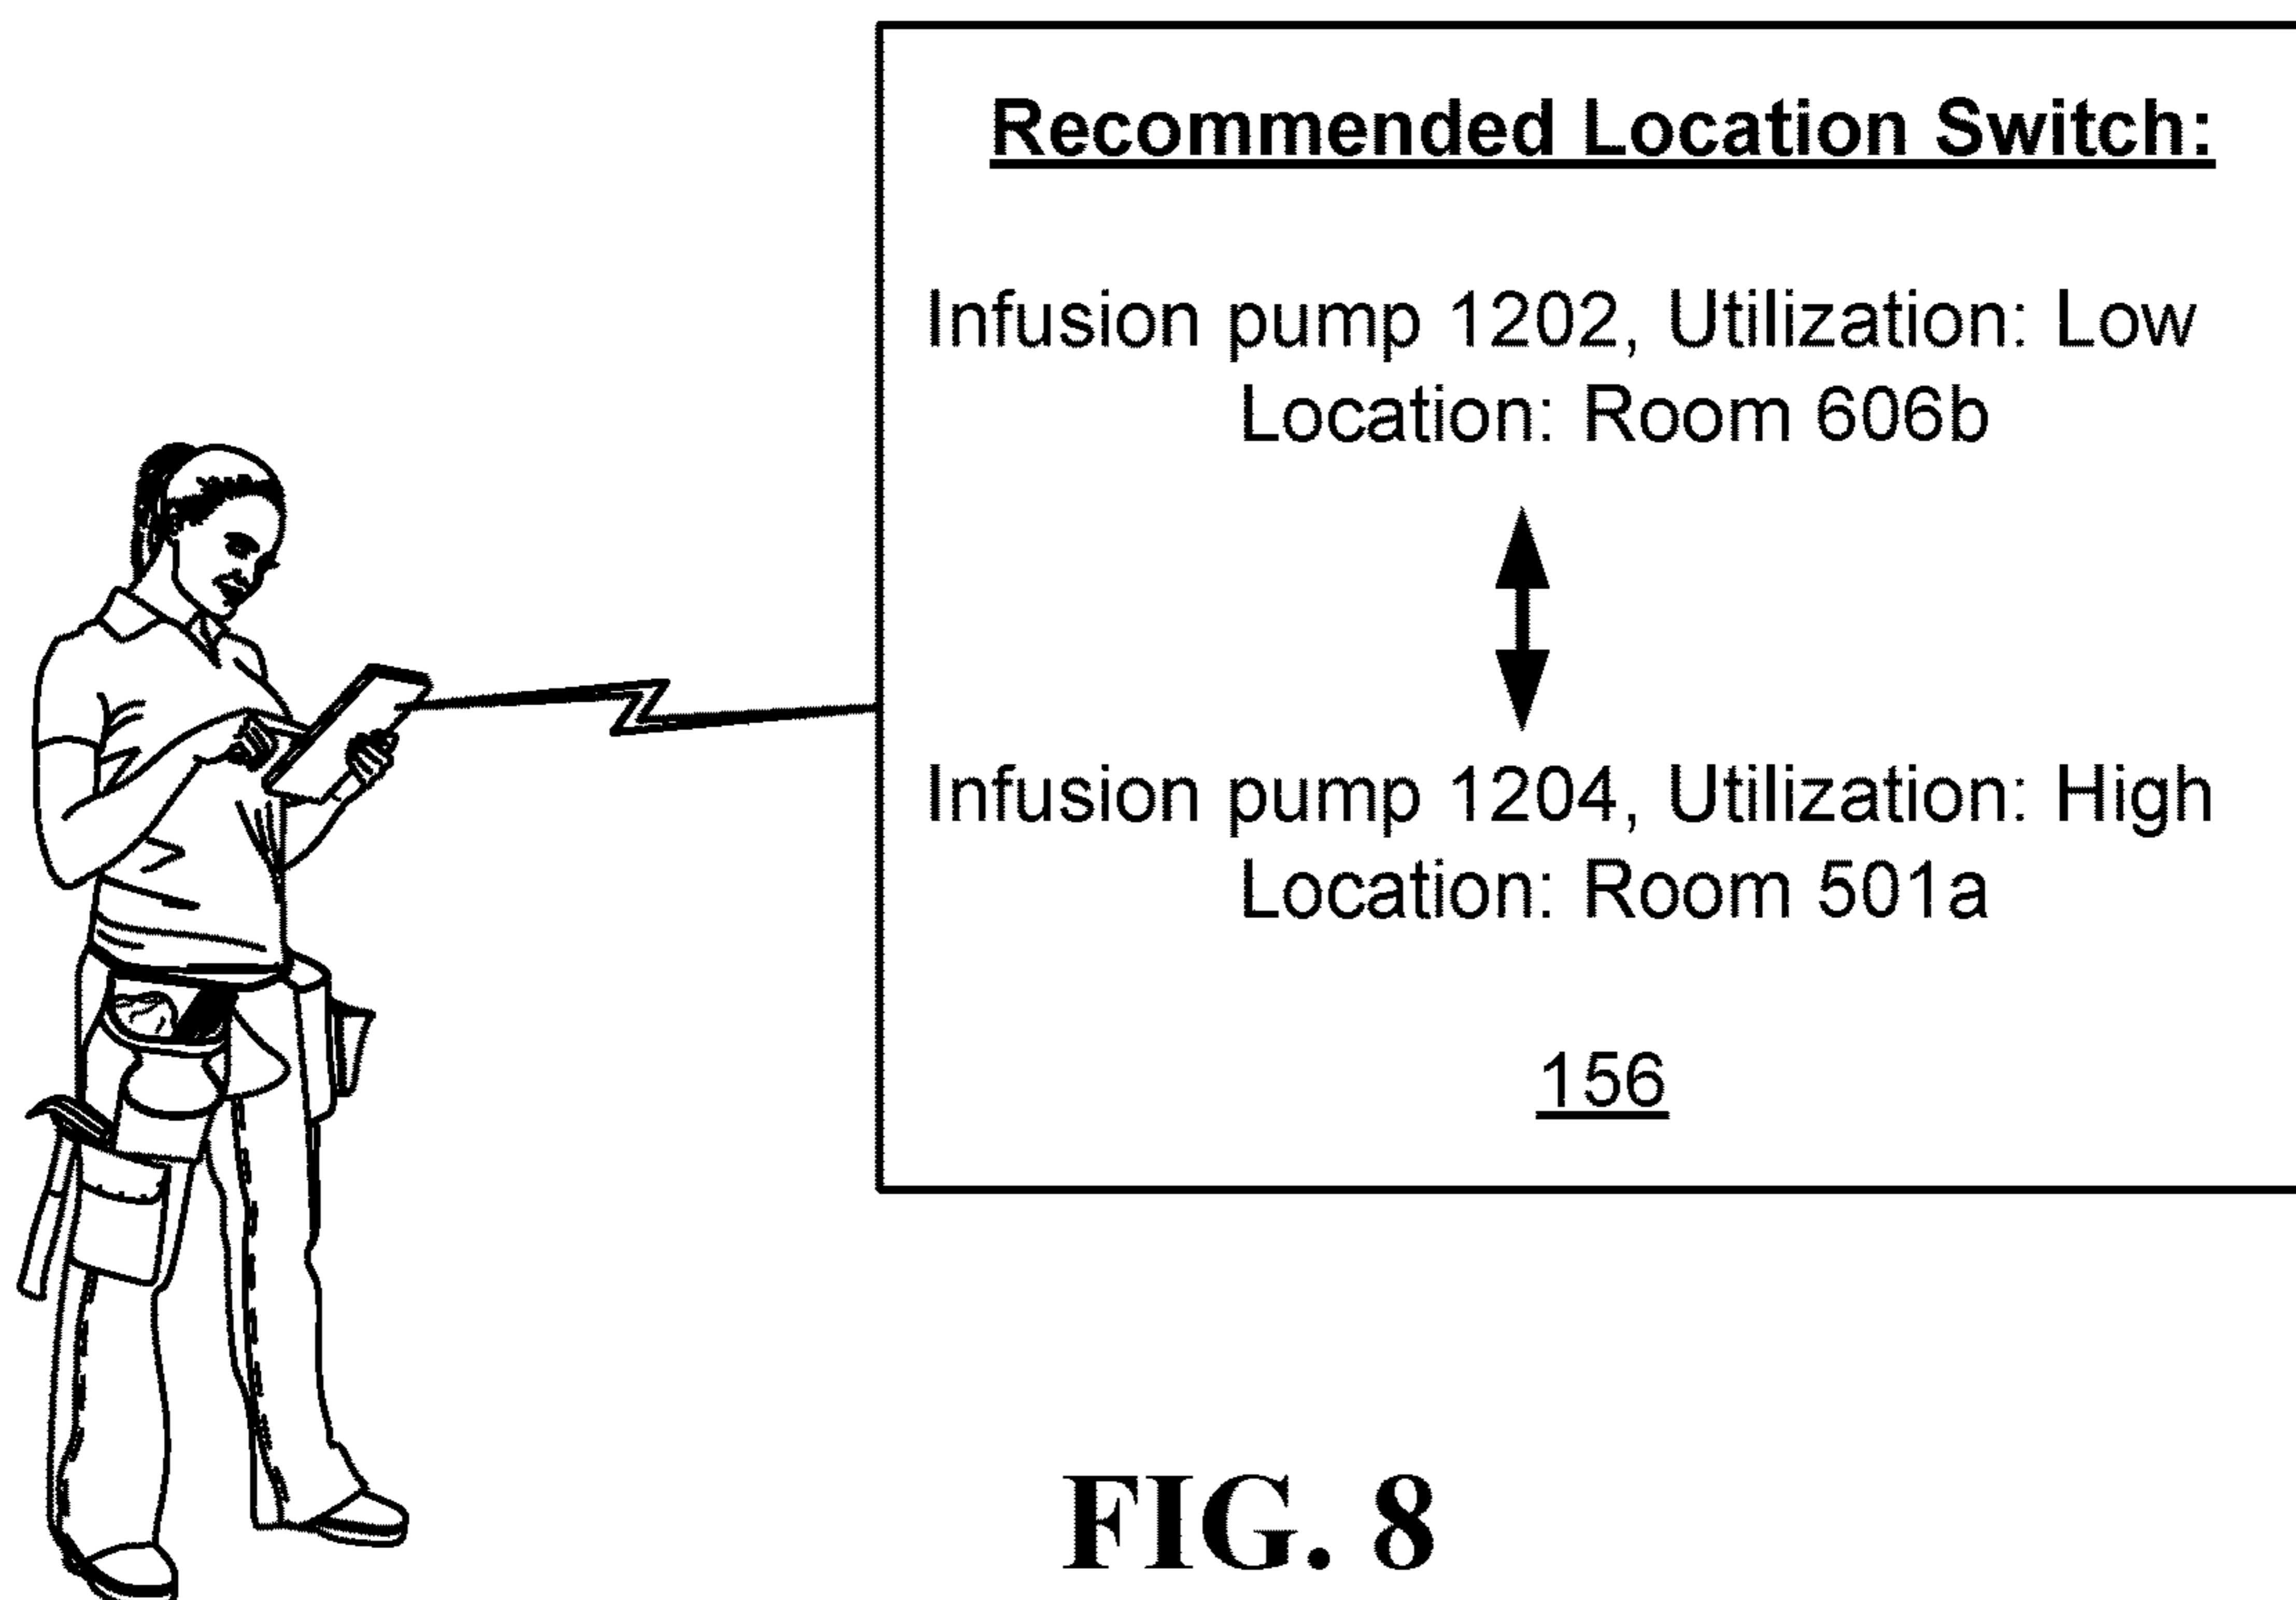 Recommended Location Switch:
Infusion pump 1202, Utilization: Low
Location: Room 606b
Infusion pump 1204, Utilization: High
Location: Room 501a
156
FIG. 8